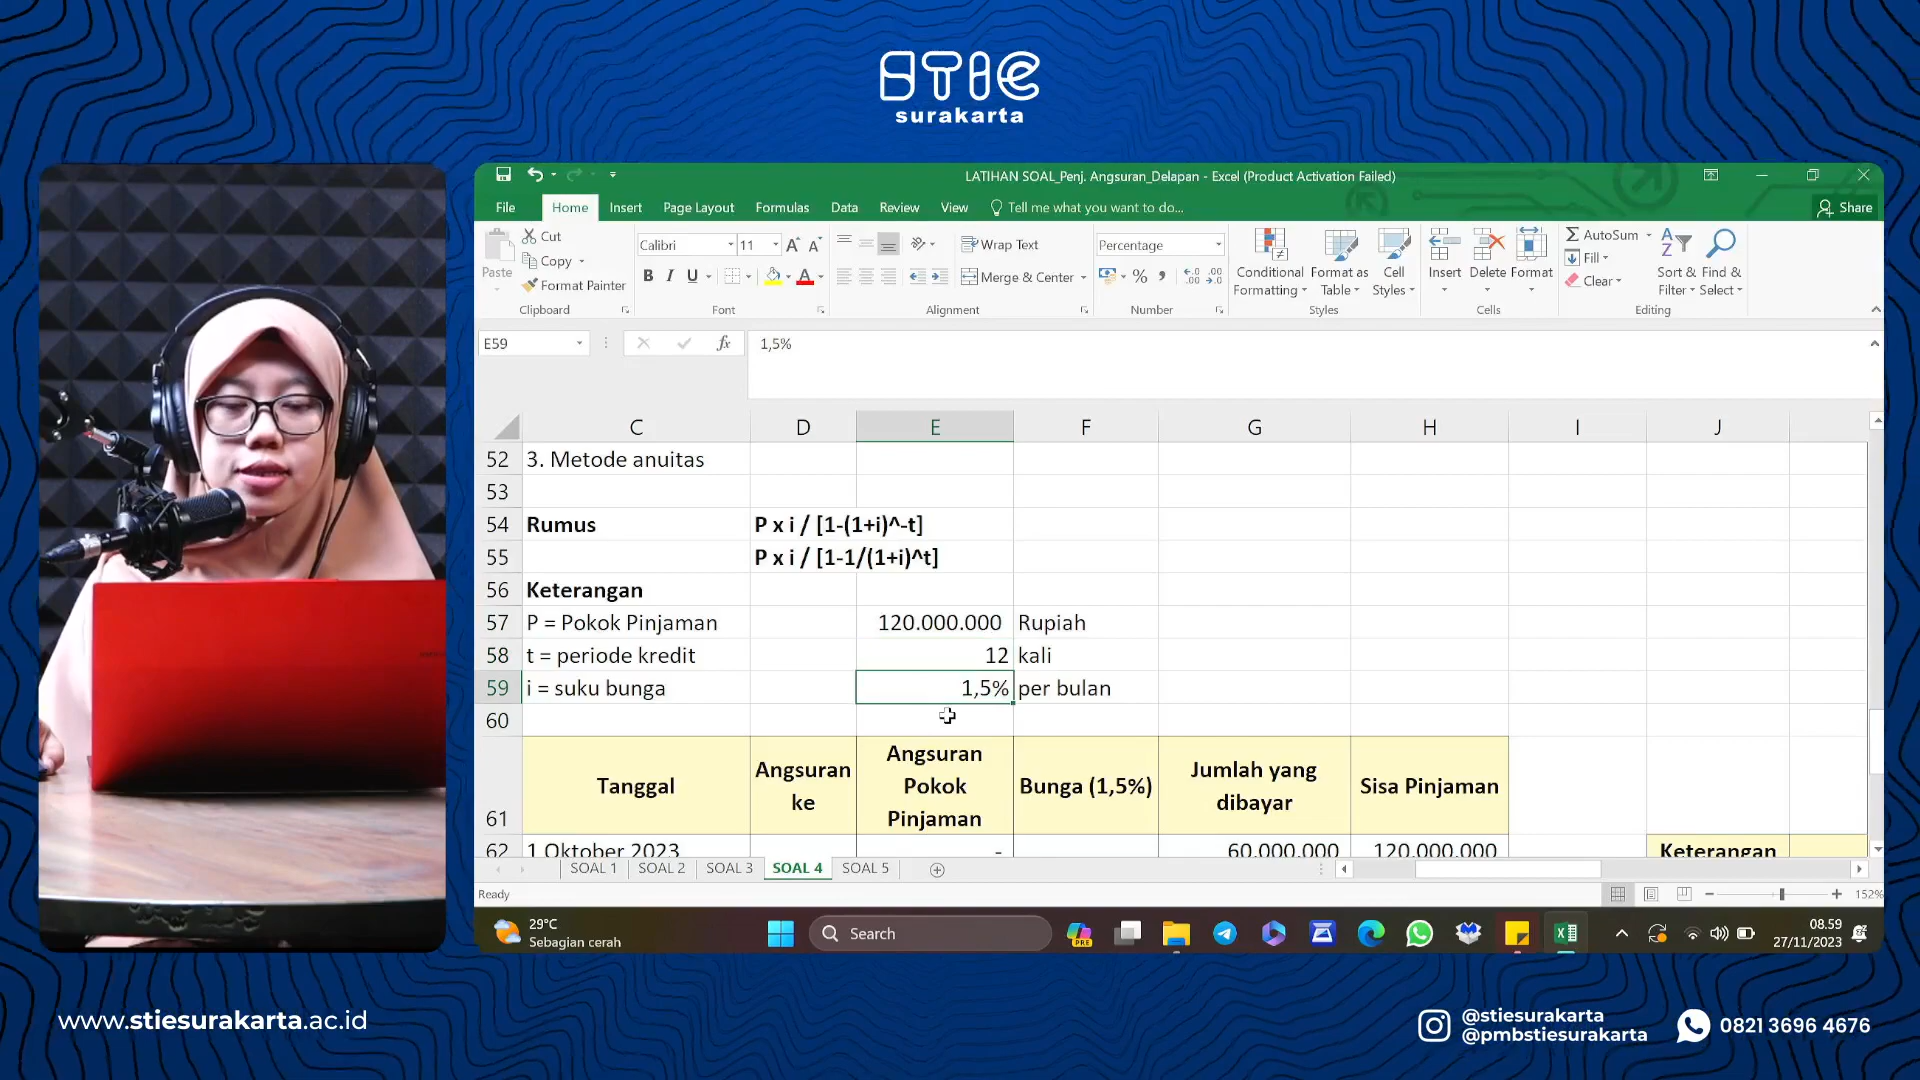 STIE
surakarta
LATIHAN SOAL_Penj. Angsuran_Delapan - Excel (Product Activation Failed)
File Home Insert Page Layout Formulas Data Review View Tell me what you want to do... Share
Paste Cut Copy Format Painter
Clipboard
Calibri 11
B I U
Font
Wrap Text
Merge & Center
Alignment
Percentage
Number
Conditional Formatting
Format as Table
Cell Styles
Styles
Insert Delete Format
Cells
AutoSum
Fill
Clear
Sort & Filter
Find & Select
Editing
E59 fx 1,5%
C D E F G H I J
52 3. Metode anuitas
53
54 Rumus P x i / [1-(1+i)^-t]
55 P x i / [1-1/(1+i)^t]
56 Keterangan
57 P = Pokok Pinjaman 120.000.000 Rupiah
58 t = periode kredit 12 kali
59 i = suku bunga 1,5% per bulan
60
61 Tanggal Angsuran ke Angsuran Pokok Pinjaman Bunga (1,5%) Jumlah yang dibayar Sisa Pinjaman
62 1 Oktober 2023 - 60.000.000 120.000.000 Keterangan
SOAL 1 SOAL 2 SOAL 3 SOAL 4 SOAL 5
Ready 152%
29°C
Sebagian cerah
Search
PRE
08.59
27/11/2023
www.stiesurakarta.ac.id
@stiesurakarta
@pmbstiesurakarta
0821 3696 4676